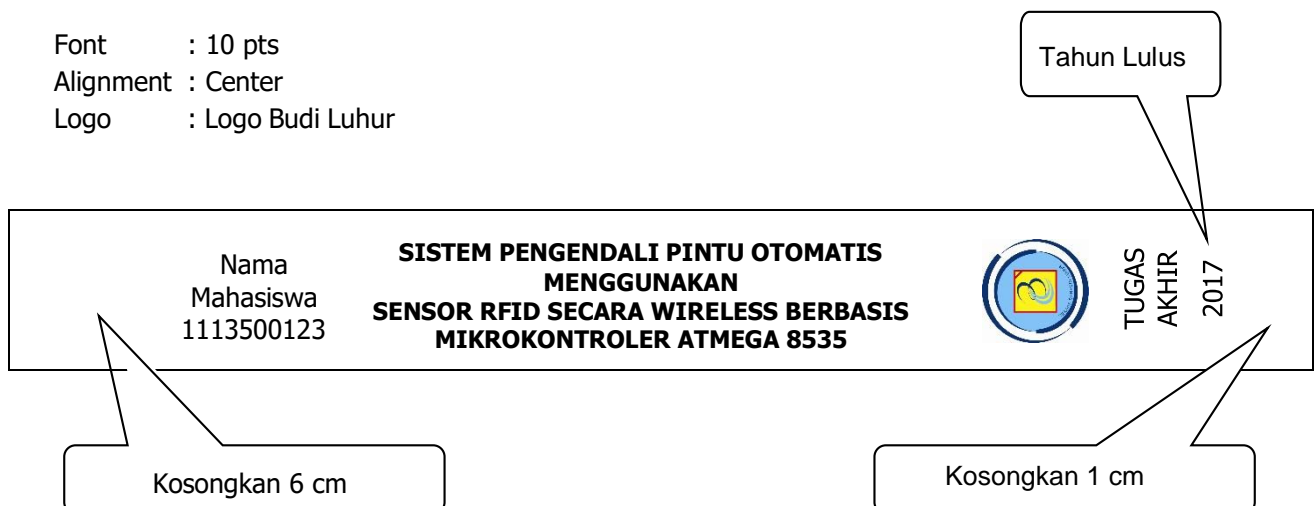 Font : 10 pts
Alignment : Center
Logo : Logo Budi Luhur
Tahun Lulus
Nama
Mahasiswa
1113500123
SISTEM PENGENDALI PINTU OTOMATIS
MENGGUNAKAN
SENSOR RFID SECARA WIRELESS BERBASIS
MIKROKONTROLER ATMEGA 8535
TUGAS
AKHIR
2017
Kosongkan 6 cm
Kosongkan 1 cm